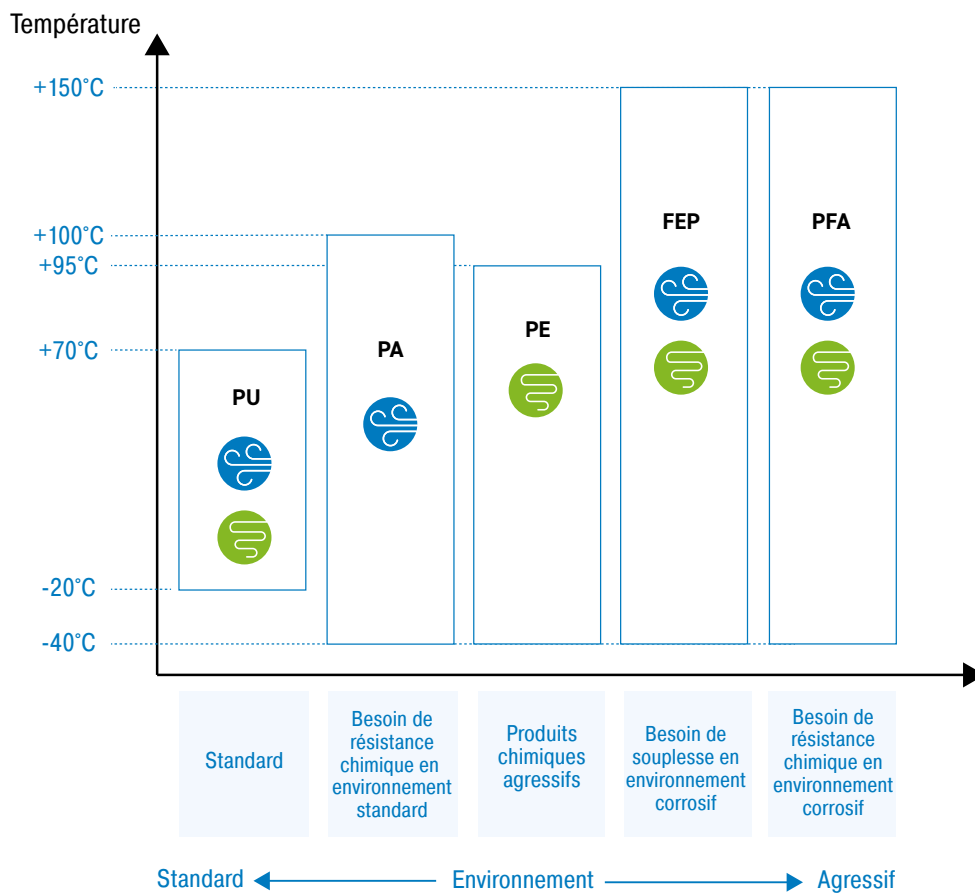 Température
+150°C
+100°C
+95°C
+70°C
-20°C
-40°C
PU
PA
PE
FEP
PFA
Standard
Besoin de
résistance
chimique en
environnement
standard
Produits
chimiques
agressifs
Besoin de
souplesse en
environnement
corrosif
Besoin de
résistance
chimique en
environnement
corrosif
Standard
Environnement
Agressif